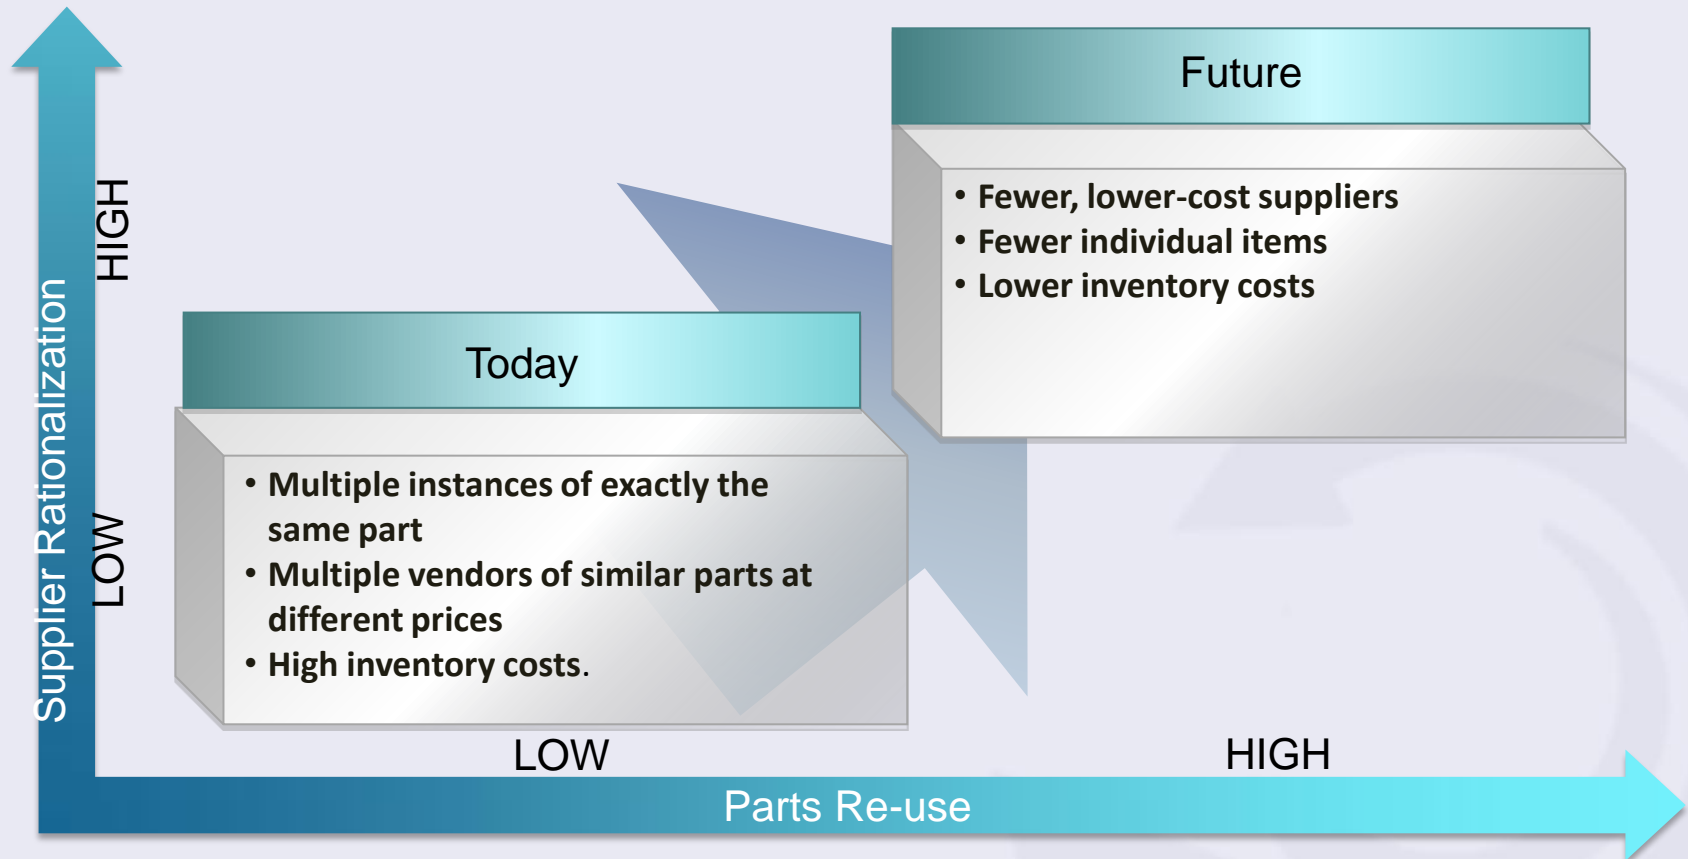 Future
• Fewer, lower-cost suppliers
• Fewer individual items
• Lower inventory costs
HIGH
Today
• Multiple instances of exactly the
same part
• Multiple vendors of similar parts at
different prices
• High inventory costs.
LOW
Supplier Rationalization
LOW
HIGH
Parts Re-use